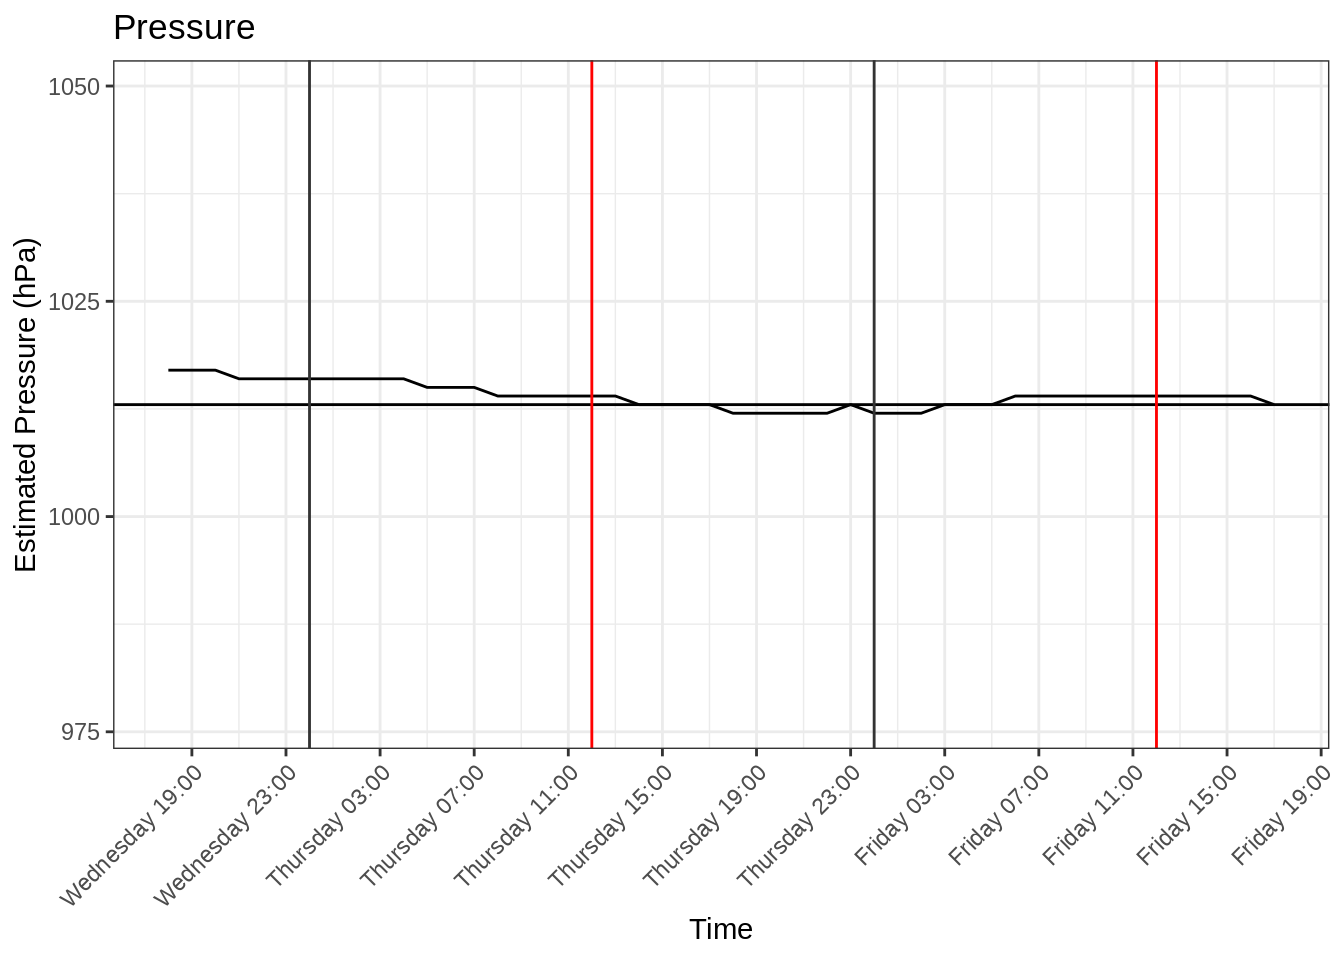 Pressure
Estimated Pressure (hPa)
1050
1025
1000
975
Wednesday 19:00
Wednesday 23:00
Thursday 03:00
Thursday 07:00
Thursday 11:00
Thursday 15:00
Thursday 19:00
Thursday 23:00
Friday 03:00
Friday 07:00
Friday 11:00
Friday 15:00
Friday 19:00
Time